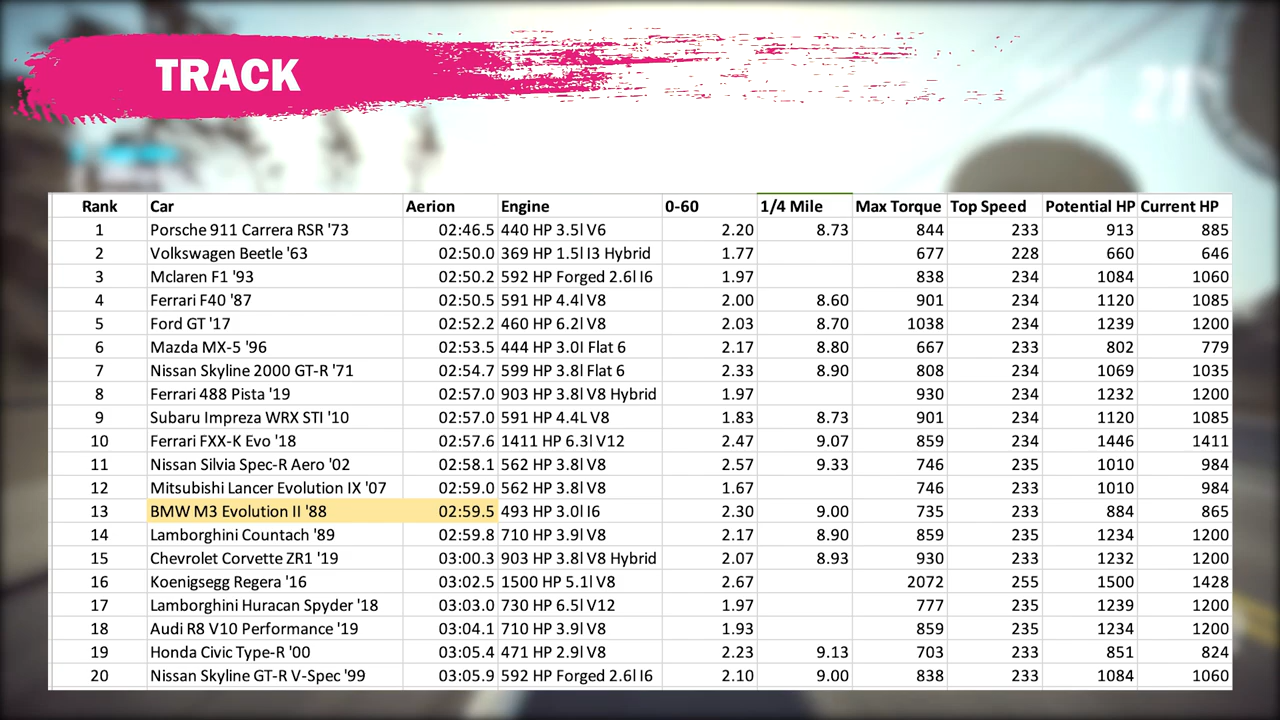 TRACK
Rank Car Aerion Engine 0-60 1/4 Mile Max Torque Top Speed Potential HP Current HP
1 Porsche 911 Carrera RSR '73 02:46.5 440 HP 3.5l V6 2.20 8.73 844 233 913 885
2 Volkswagen Beetle '63 02:50.0 369 HP 1.5l I3 Hybrid 1.77 677 228 660 646
3 Mclaren F1 '93 02:50.2 592 HP Forged 2.6l I6 1.97 838 234 1084 1060
4 Ferrari F40 '87 02:50.5 591 HP 4.4l V8 2.00 8.60 901 234 1120 1085
5 Ford GT '17 02:52.2 460 HP 6.2l V8 2.03 8.70 1038 234 1239 1200
6 Mazda MX-5 '96 02:53.5 444 HP 3.0l Flat 6 2.17 8.80 667 233 802 779
7 Nissan Skyline 2000 GT-R '71 02:54.7 599 HP 3.8l Flat 6 2.33 8.90 808 234 1069 1035
8 Ferrari 488 Pista '19 02:57.0 903 HP 3.8l V8 Hybrid 1.97 930 234 1232 1200
9 Subaru Impreza WRX STI '10 02:57.0 591 HP 4.4L V8 1.83 8.73 901 234 1120 1085
10 Ferrari FXX-K Evo '18 02:57.6 1411 HP 6.3l V12 2.47 9.07 859 234 1446 1411
11 Nissan Silvia Spec-R Aero '02 02:58.1 562 HP 3.8l V8 2.57 9.33 746 235 1010 984
12 Mitsubishi Lancer Evolution IX '07 02:59.0 562 HP 3.8l V8 1.67 746 233 1010 984
13 BMW M3 Evolution II '88 02:59.5 493 HP 3.0l I6 2.30 9.00 735 233 884 865
14 Lamborghini Countach '89 02:59.8 710 HP 3.9l V8 2.17 8.90 859 235 1234 1200
15 Chevrolet Corvette ZR1 '19 03:00.3 903 HP 3.8l V8 Hybrid 2.07 8.93 930 233 1232 1200
16 Koenigsegg Regera '16 03:02.5 1500 HP 5.1l V8 2.67 2072 255 1500 1428
17 Lamborghini Huracan Spyder '18 03:03.0 730 HP 6.5l V12 1.97 777 235 1239 1200
18 Audi R8 V10 Performance '19 03:04.1 710 HP 3.9l V8 1.93 859 235 1234 1200
19 Honda Civic Type-R '00 03:05.4 471 HP 2.9l V8 2.23 9.13 703 233 851 824
20 Nissan Skyline GT-R V-Spec '99 03:05.9 592 HP Forged 2.6l I6 2.10 9.00 838 233 1084 1060